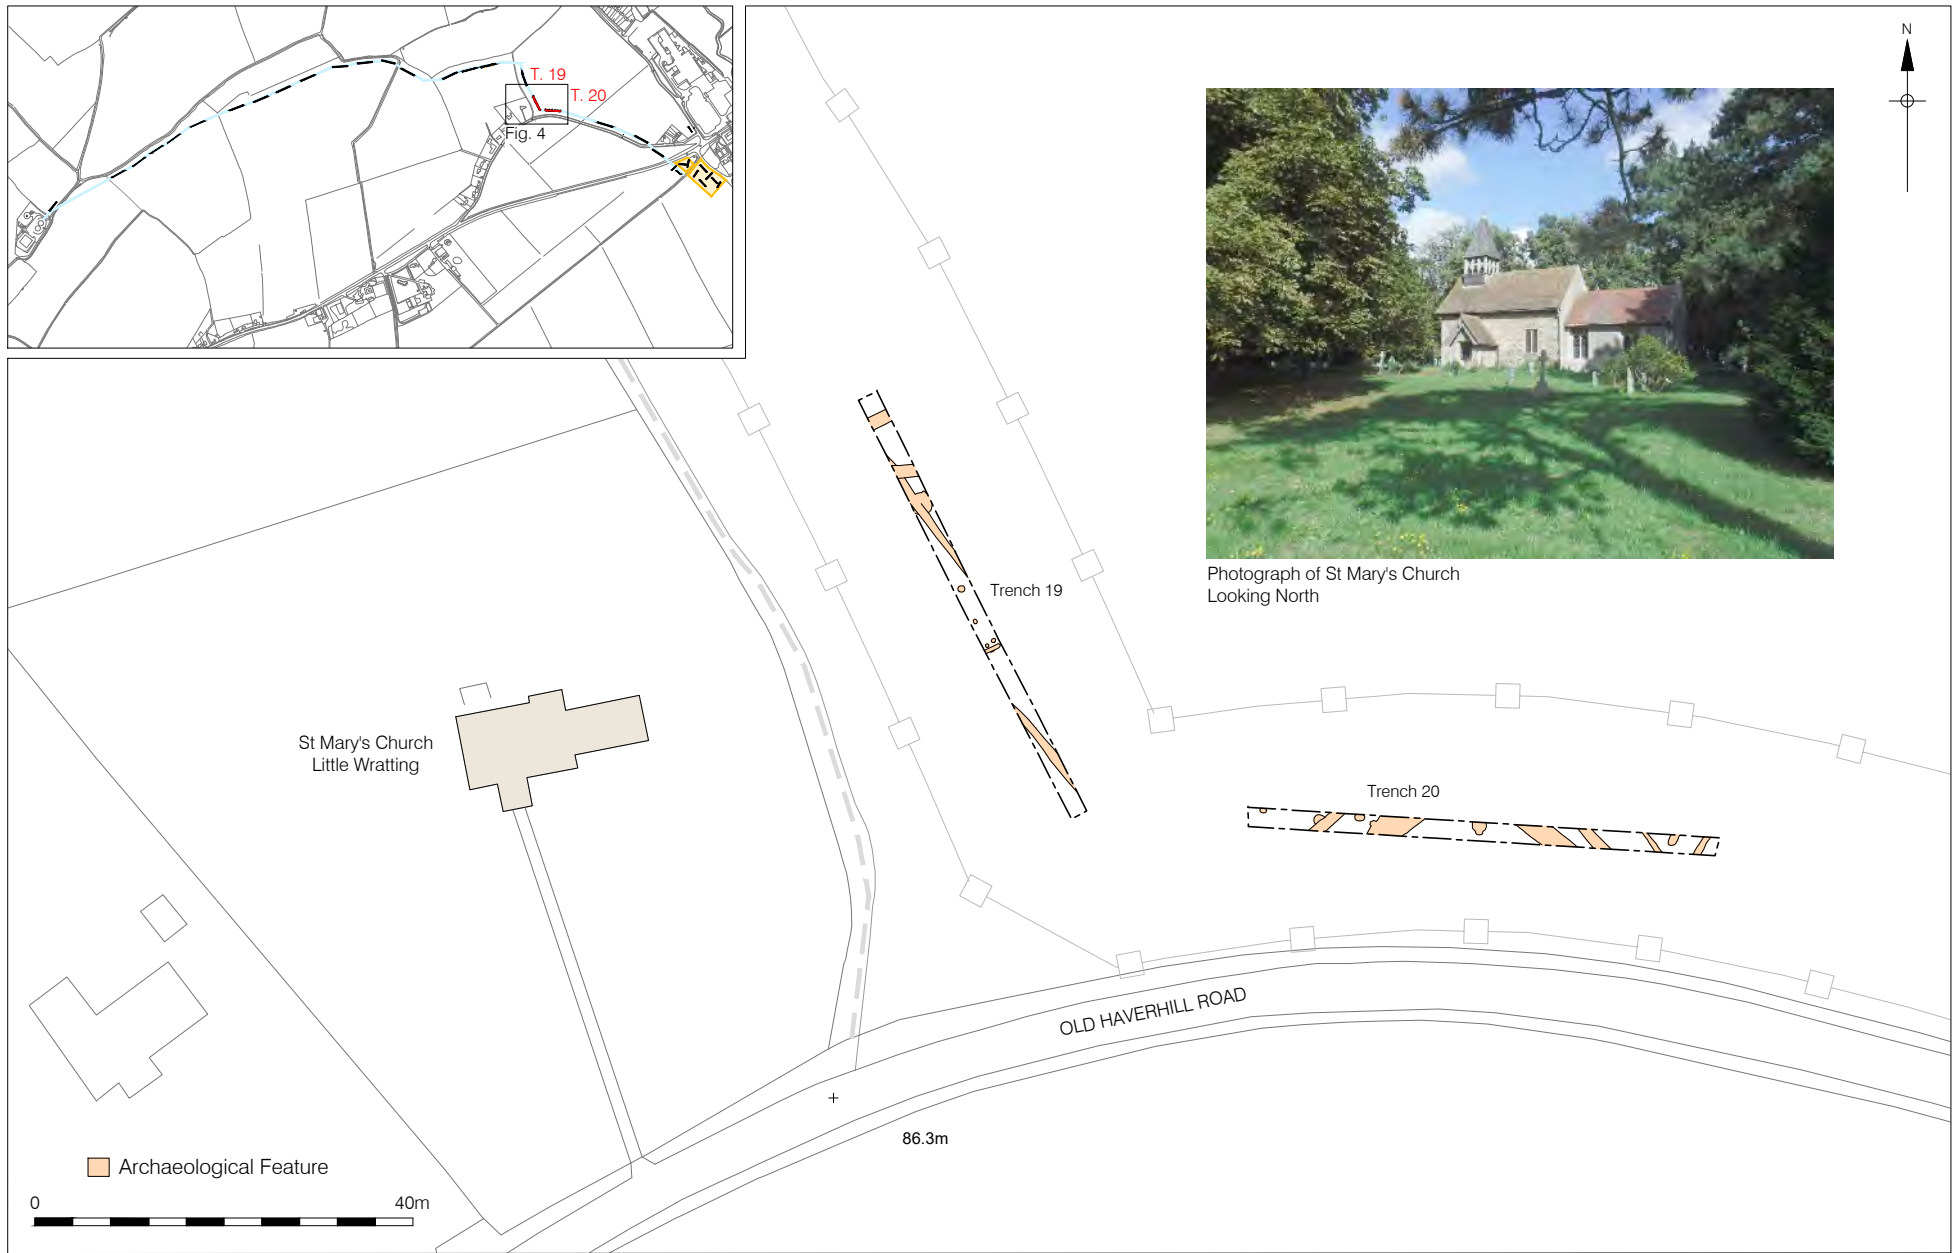 T. 19
T. 20
Fig. 4
N
Photograph of St Mary's Church
Looking North
Trench 19
St Mary's Church
Little Wratting
Trench 20
OLD HAVERHILL ROAD
86.3m
Archaeological Feature
0 40m